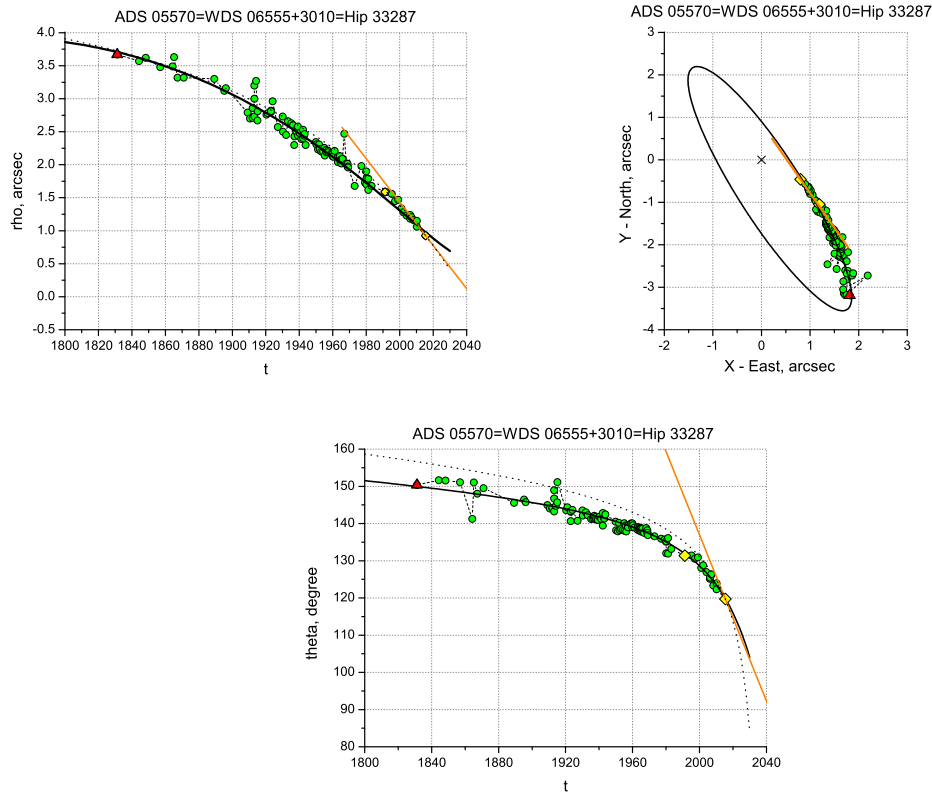 ADS 05570=WDS 06555+3010=Hip 33287
4.0
3.5
3.0
2.5
2.0
1.5
1.0
0.5
0.0
-0.5
rho, arcsec
1800 1820 1840 1860 1880 1900 1920 1940 1960 1980 2000 2020 2040
t
ADS 05570=WDS 06555+3010=Hip 33287
3
2
1
0
-1
-2
-3
-4
Y - North, arcsec
-2 -1 0 1 2 3
X - East, arcsec
ADS 05570=WDS 06555+3010=Hip 33287
160
150
140
130
120
110
100
90
80
theta, degree
1800 1840 1880 1920 1960 2000 2040
t